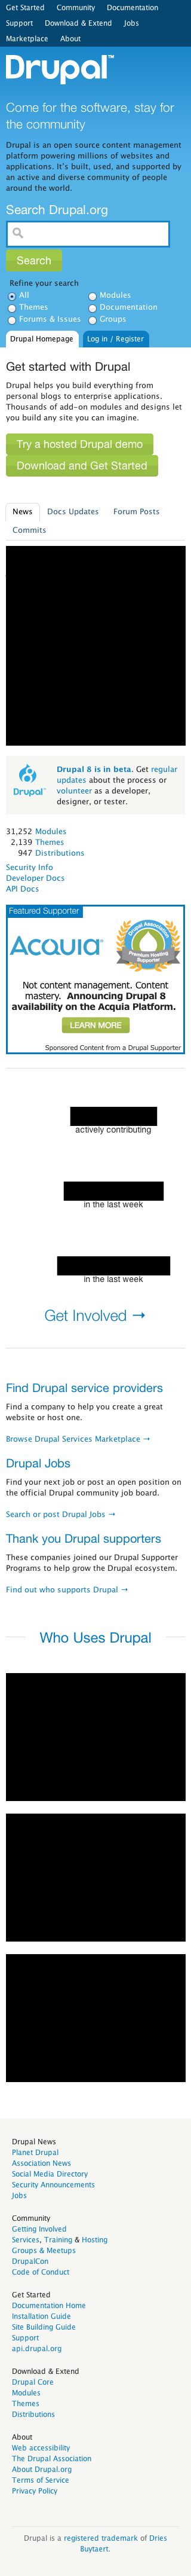 Get Started Community Documentation
Support Download & Extend Jobs
Marketplace About
Drupal™
Come for the software, stay for
the community
Drupal is an open source content management
platform powering millions of websites and
applications. It's built, used, and supported by an
active and diverse community of people
around the world.
Search Drupal.org
Search
Refine your search
All Modules
Themes Documentation
Forums & Issues Groups
Drupal Homepage Log in / Register
Get started with Drupal
Drupal helps you build everything from
personal blogs to enterprise applications.
Thousands of add-on modules and designs let
you build any site you can imagine.
Try a hosted Drupal demo
Download and Get Started
News Docs Updates Forum Posts
Commits
Drupal 8 is in beta. Get regular
updates about the process or
volunteer as a developer,
designer, or tester.
Drupal™
31,252 Modules
2,139 Themes
947 Distributions
Security Info
Developer Docs
API Docs
Featured Supporter
ACQUIA
Drupal Association
Premium
Hosting
Supporter
Not content management. Content
mastery. Announcing Drupal 8
availability on the Acquia Platform.
LEARN MORE
Sponsored Content from a Drupal Supporter
actively contributing
in the last week
in the last week
Get Involved →
Find Drupal service providers
Find a company to help you create a great
website or host one.
Browse Drupal Services Marketplace →
Drupal Jobs
Find your next job or post an open position on
the official Drupal community job board.
Search or post Drupal Jobs →
Thank you Drupal supporters
These companies joined our Drupal Supporter
Programs to help grow the Drupal ecosystem.
Find out who supports Drupal →
Who Uses Drupal
Drupal News
Planet Drupal
Association News
Social Media Directory
Security Announcements
Jobs
Community
Getting Involved
Services, Training & Hosting
Groups & Meetups
DrupalCon
Code of Conduct
Get Started
Documentation Home
Installation Guide
Site Building Guide
Support
api.drupal.org
Download & Extend
Drupal Core
Modules
Themes
Distributions
About
Web accessibility
The Drupal Association
About Drupal.org
Terms of Service
Privacy Policy
Drupal is a registered trademark of Dries
Buytaert.